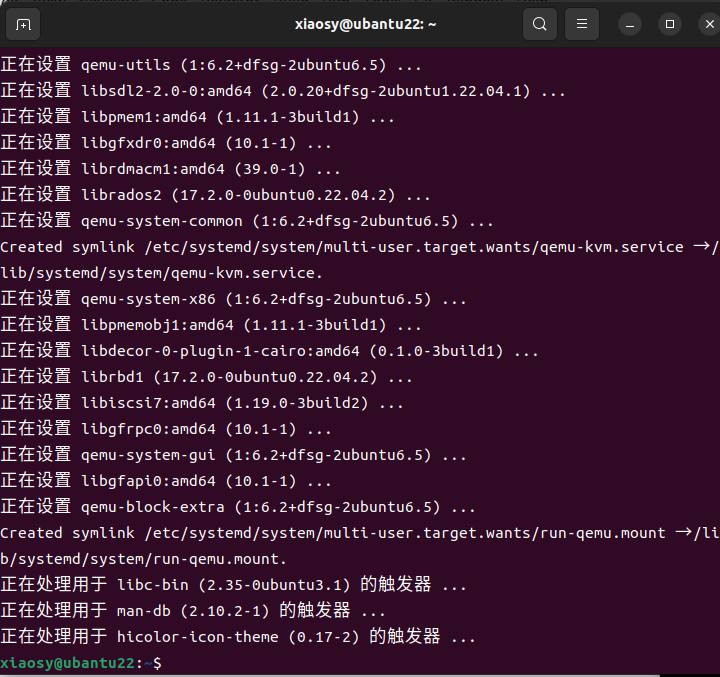 xiaosy@ubantu22: ~
正在设置 qemu-utils (1:6.2+dfsg-2ubuntu6.5) ...
正在设置 libsdl2-2.0-0:amd64 (2.0.20+dfsg-2ubuntu1.22.04.1) ...
正在设置 libpmem1:amd64 (1.11.1-3build1) ...
正在设置 libgfxdr0:amd64 (10.1-1) ...
正在设置 librdmacm1:amd64 (39.0-1) ...
正在设置 librados2 (17.2.0-0ubuntu0.22.04.2) ...
正在设置 qemu-system-common (1:6.2+dfsg-2ubuntu6.5) ...
Created symlink /etc/systemd/system/multi-user.target.wants/qemu-kvm.service →/
lib/systemd/system/qemu-kvm.service.
正在设置 qemu-system-x86 (1:6.2+dfsg-2ubuntu6.5) ...
正在设置 libpmemobj1:amd64 (1.11.1-3build1) ...
正在设置 libdecor-0-plugin-1-cairo:amd64 (0.1.0-3build1) ...
正在设置 librbd1 (17.2.0-0ubuntu0.22.04.2) ...
正在设置 libiscsi7:amd64 (1.19.0-3build2) ...
正在设置 libgfrpc0:amd64 (10.1-1) ...
正在设置 qemu-system-gui (1:6.2+dfsg-2ubuntu6.5) ...
正在设置 libgfapi0:amd64 (10.1-1) ...
正在设置 qemu-block-extra (1:6.2+dfsg-2ubuntu6.5) ...
Created symlink /etc/systemd/system/multi-user.target.wants/run-qemu.mount →/li
b/systemd/system/run-qemu.mount.
正在处理用于 libc-bin (2.35-0ubuntu3.1) 的触发器 ...
正在处理用于 man-db (2.10.2-1) 的触发器 ...
正在处理用于 hicolor-icon-theme (0.17-2) 的触发器 ...
xiaosy@ubantu22:~$